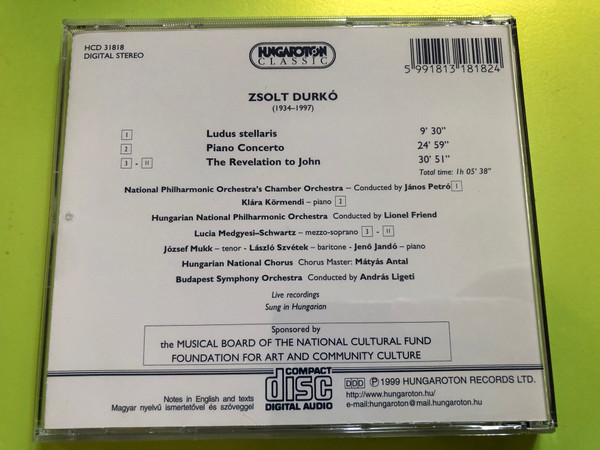 HCD 31818
DIGITAL STEREO
HUNGAROTON
CLASSIC
5 991813 181824
ZSOLT DURKÓ
(1934–1997)
1 Ludus stellaris 9' 30"
2 Piano Concerto 24' 59"
3 - 11 The Revelation to John 30' 51"
Total time: 1h 05' 38"
National Philharmonic Orchestra's Chamber Orchestra – Conducted by János Petró 1
Klára Körmendi – piano 2
Hungarian National Philharmonic Orchestra Conducted by Lionel Friend
Lucia Medgyesi–Schwartz – mezzo-soprano 3 - 11
József Mukk – tenor - László Szvétek – baritone - Jenő Jandó – piano
Hungarian National Chorus Chorus Master: Mátyás Antal
Budapest Symphony Orchestra Conducted by András Ligeti
Live recordings
Sung in Hungarian
Sponsored by
the MUSICAL BOARD OF THE NATIONAL CULTURAL FUND
FOUNDATION FOR ART AND COMMUNITY CULTURE
Notes in English and texts
Magyar nyelvű ismertetővel és szöveggel
COMPACT
disc
DIGITAL AUDIO
DDD Ⓟ 1999 HUNGAROTON RECORDS LTD.
http://www.hungaroton.hu/
e-mail:hungaroton@mail.hungaroton.hu